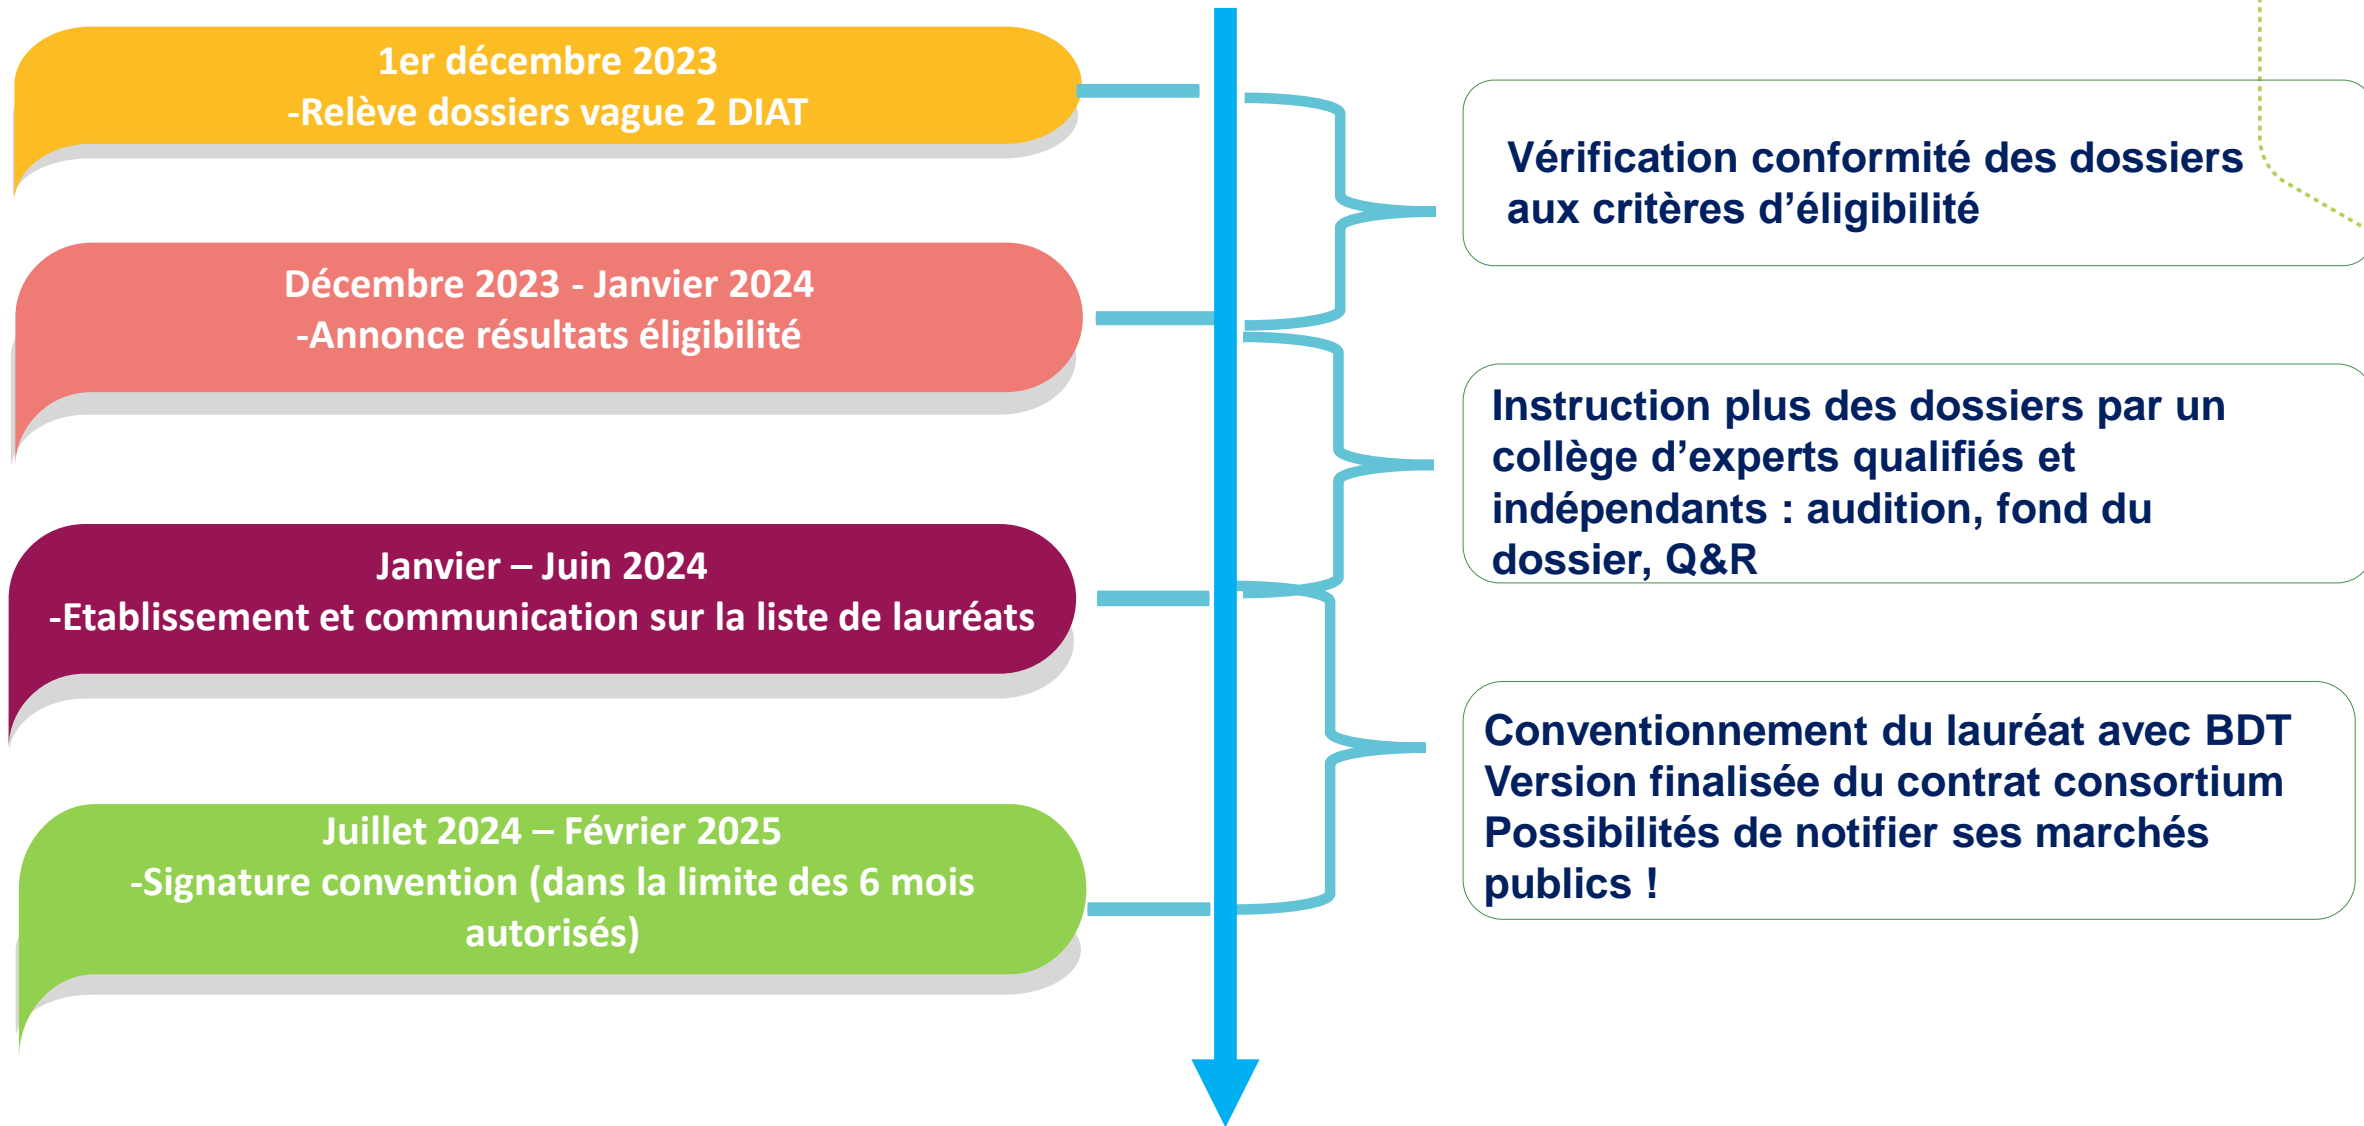 1er décembre 2023
-Relève dossiers vague 2 DIAT
Vérification conformité des dossiers
aux critères d’éligibilité
Décembre 2023 - Janvier 2024
-Annonce résultats éligibilité
Instruction plus des dossiers par un
collège d’experts qualifiés et
indépendants : audition, fond du
dossier, Q&R
Janvier – Juin 2024
-Etablissement et communication sur la liste de lauréats
Conventionnement du lauréat avec BDT
Version finalisée du contrat consortium
Possibilités de notifier ses marchés
publics !
Juillet 2024 – Février 2025
-Signature convention (dans la limite des 6 mois
autorisés)